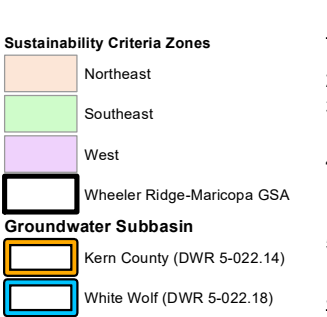 Sustainability Criteria Zones
Northeast
Southeast
West
Wheeler Ridge-Maricopa GSA
Groundwater Subbasin
Kern County (DWR 5-022.14)
White Wolf (DWR 5-022.18)